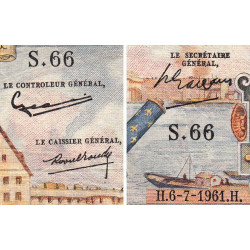 S.66
LE CONTROLEUR GÉNÉRAL,
LE CAISSIER GÉNÉRAL,
LE SECRÉTAIRE
GÉNÉRAL,
S.66
H.6-7-1961.H.